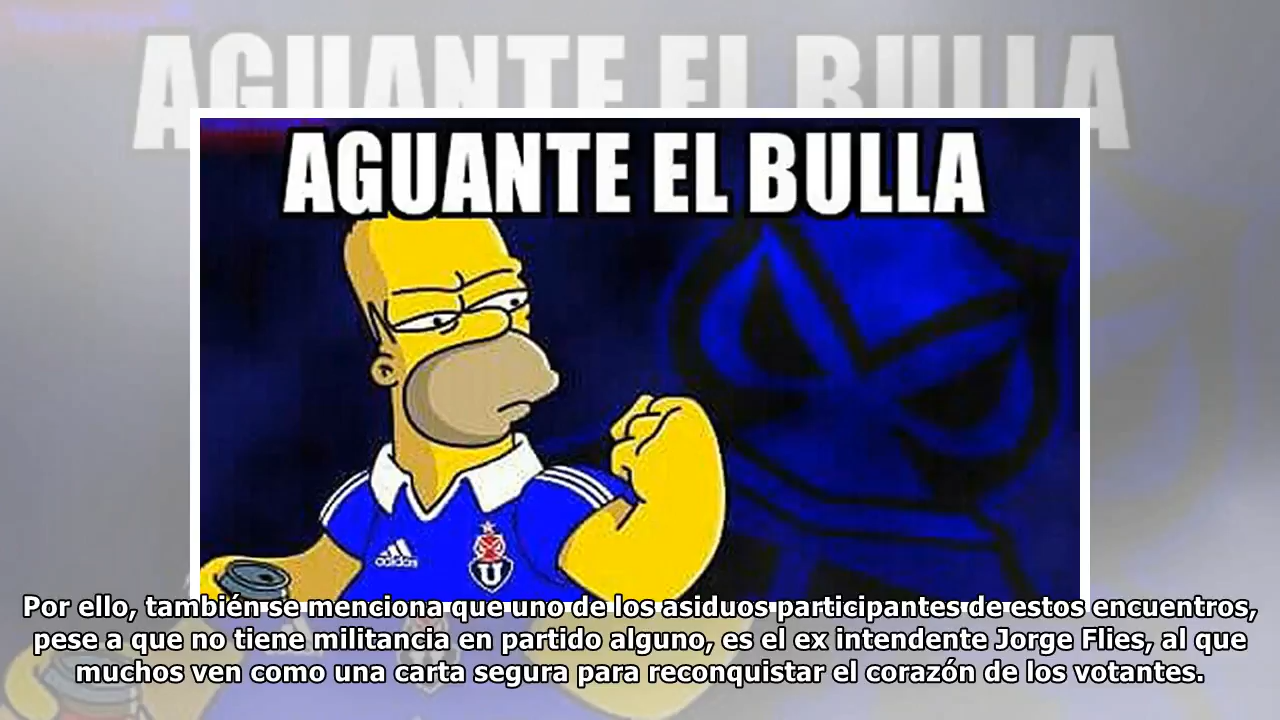 AGUANTE EL BULLA
AGUANTE EL BULLA
adidas
U
Por ello, también se menciona que uno de los asiduos participantes de estos encuentros,
pese a que no tiene militancia en partido alguno, es el ex intendente Jorge Flies, al que
muchos ven como una carta segura para reconquistar el corazón de los votantes.